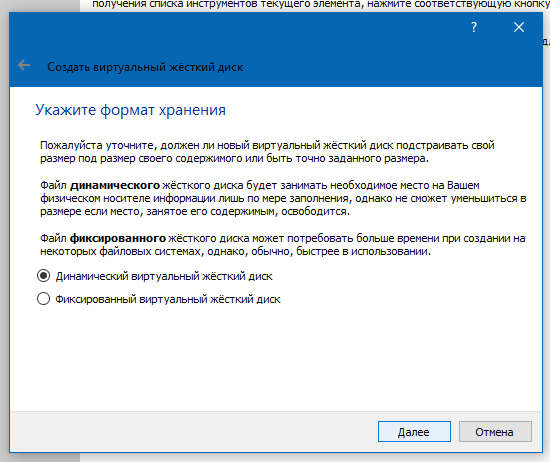 получения списка инструментов текущего элемента, нажмите соответствующую кнопку
?
Создать виртуальный жёсткий диск
Укажите формат хранения
Пожалуйста уточните, должен ли новый виртуальный жёсткий диск подстраивать свой
размер под размер своего содержимого или быть точно заданного размера.
Файл динамического жёсткого диска будет занимать необходимое место на Вашем
физическом носителе информации лишь по мере заполнения, однако не сможет уменьшиться в
размере если место, занятое его содержимым, освободится.
Файл фиксированного жёсткого диска может потребовать больше времени при создании на
некоторых файловых системах, однако, обычно, быстрее в использовании.
Динамический виртуальный жёсткий диск
Фиксированный виртуальный жёсткий диск
Далее
Отмена